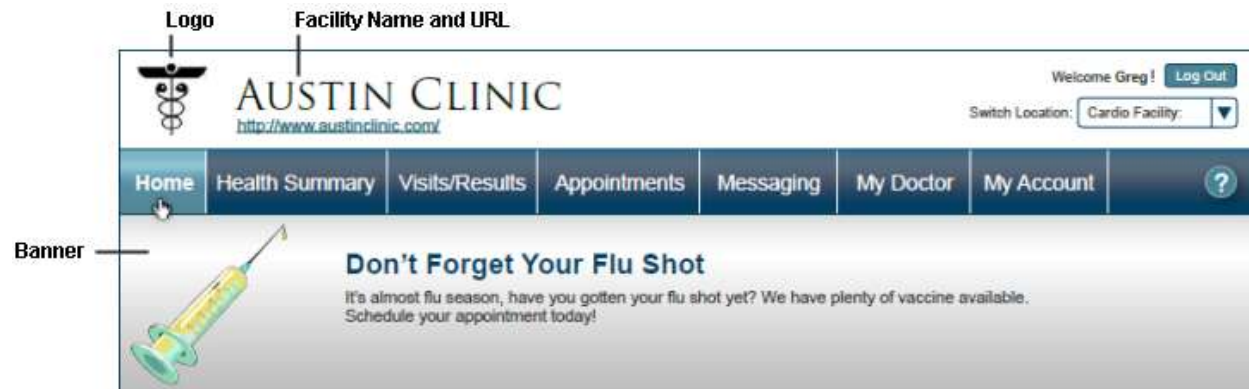 Logo
Facility Name and URL
AUSTIN CLINIC
http://www.austinclinic.com/
Welcome Greg! Log Out
Switch Location: Cardio Facility:
Home Health Summary Visits/Results Appointments Messaging My Doctor My Account ?
Banner
Don't Forget Your Flu Shot
It's almost flu season, have you gotten your flu shot yet? We have plenty of vaccine available.
Schedule your appointment today!